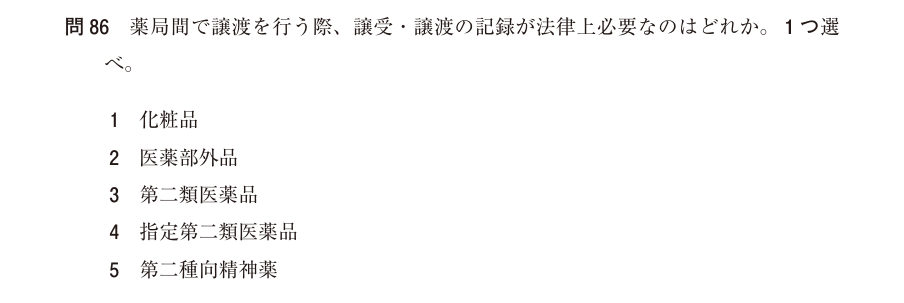 問86 薬局間で譲渡を行う際、譲受・譲渡の記録が法律上必要なのはどれか。1つ選
べ。
1 化粧品
2 医薬部外品
3 第二類医薬品
4 指定第二類医薬品
5 第二種向精神薬